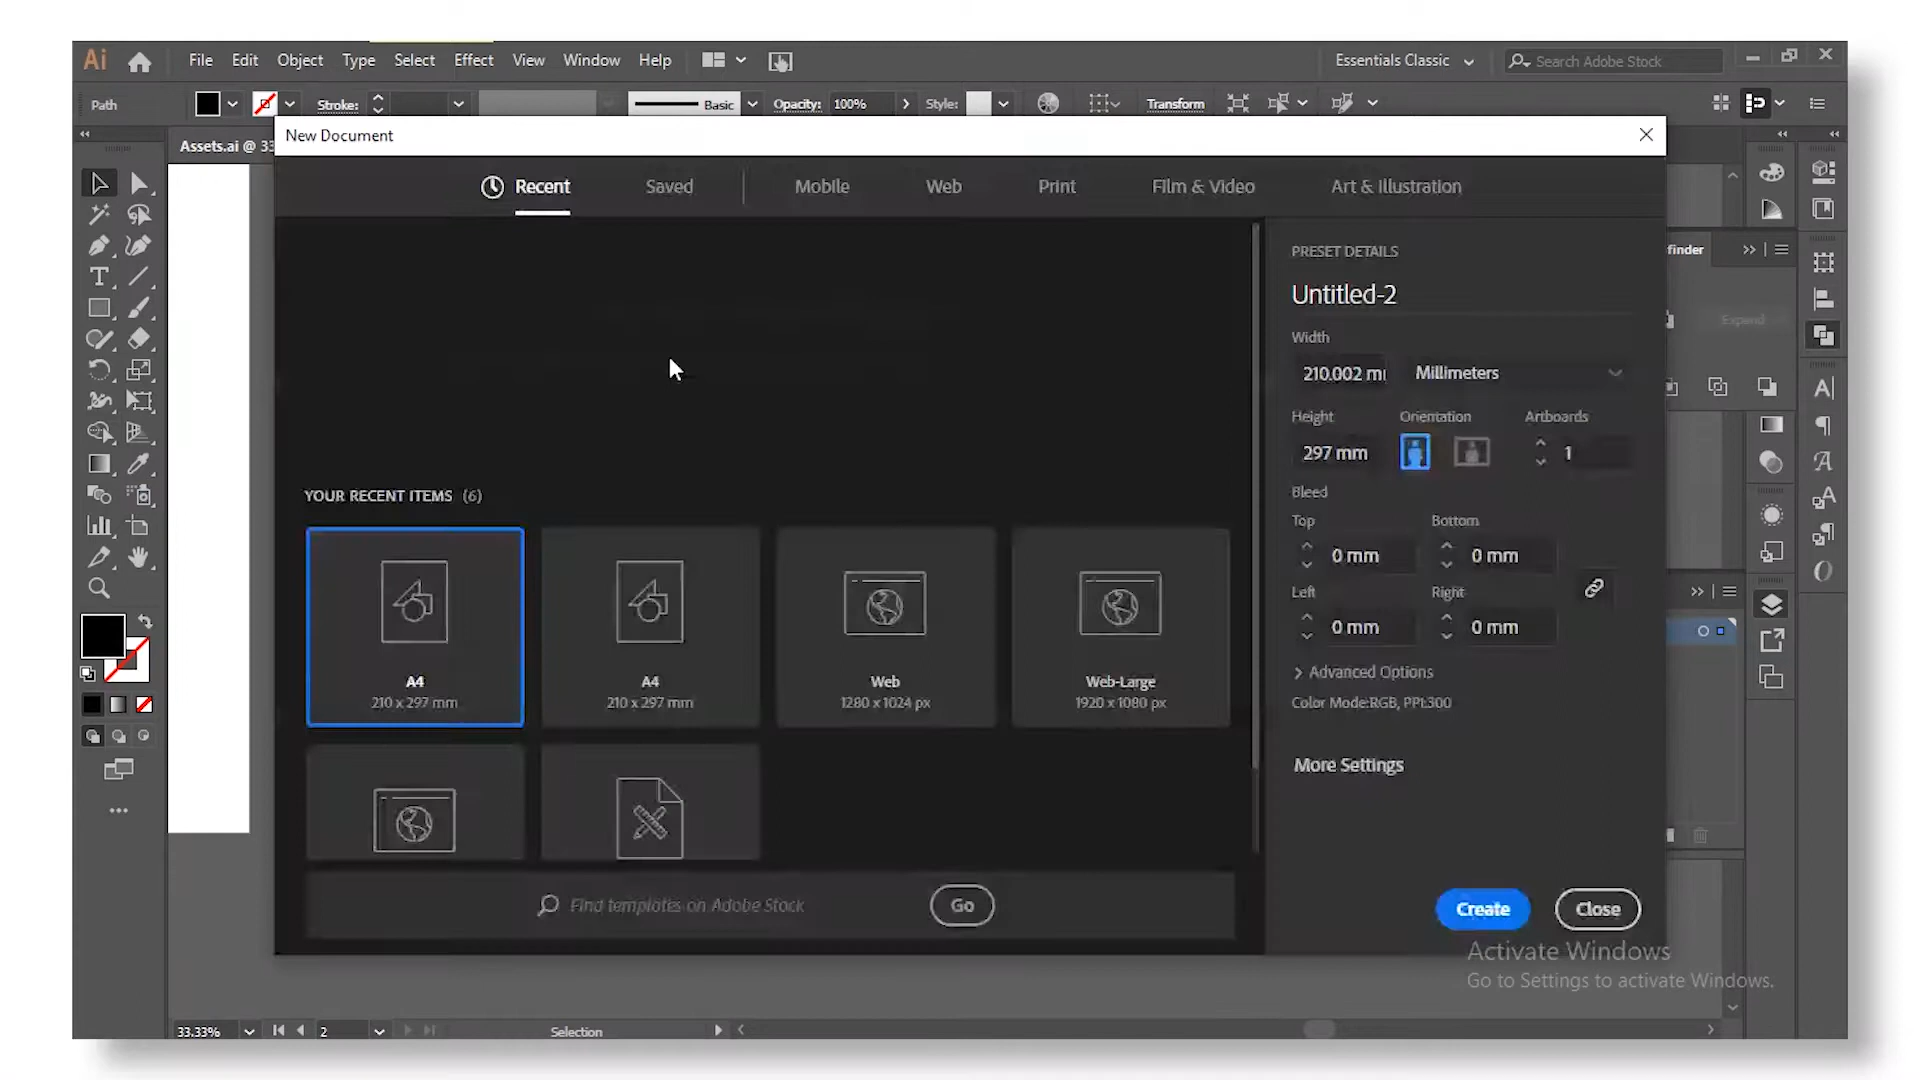 Ai File Edit Object Type Select Effect View Window Help Essentials Classic Search Adobe Stock
Path Stroke: Basic Opacity: 100% Style: Transform
Assets.ai @ 33
New Document
Recent Saved Mobile Web Print Film & Video Art & Illustration
PRESET DETAILS
finder
Untitled-2
Width
Expand
210.002 m
Millimeters
Height Orientation Artboards
297 mm 1
YOUR RECENT ITEMS (6)
Bleed
Top Bottom
0 mm 0 mm
Left Right
0 mm 0 mm
A4 A4 Web Web-Large
210 x 297 mm 210 x 297 mm 1280 x 1024 px 1920 x 1080 px
Advanced Options
Color Mode:RGB, PPI:300
More Settings
Find templates on Adobe Stock Go
Create Close
Activate Windows
Go to Settings to activate Windows.
33.33% 2 Selection